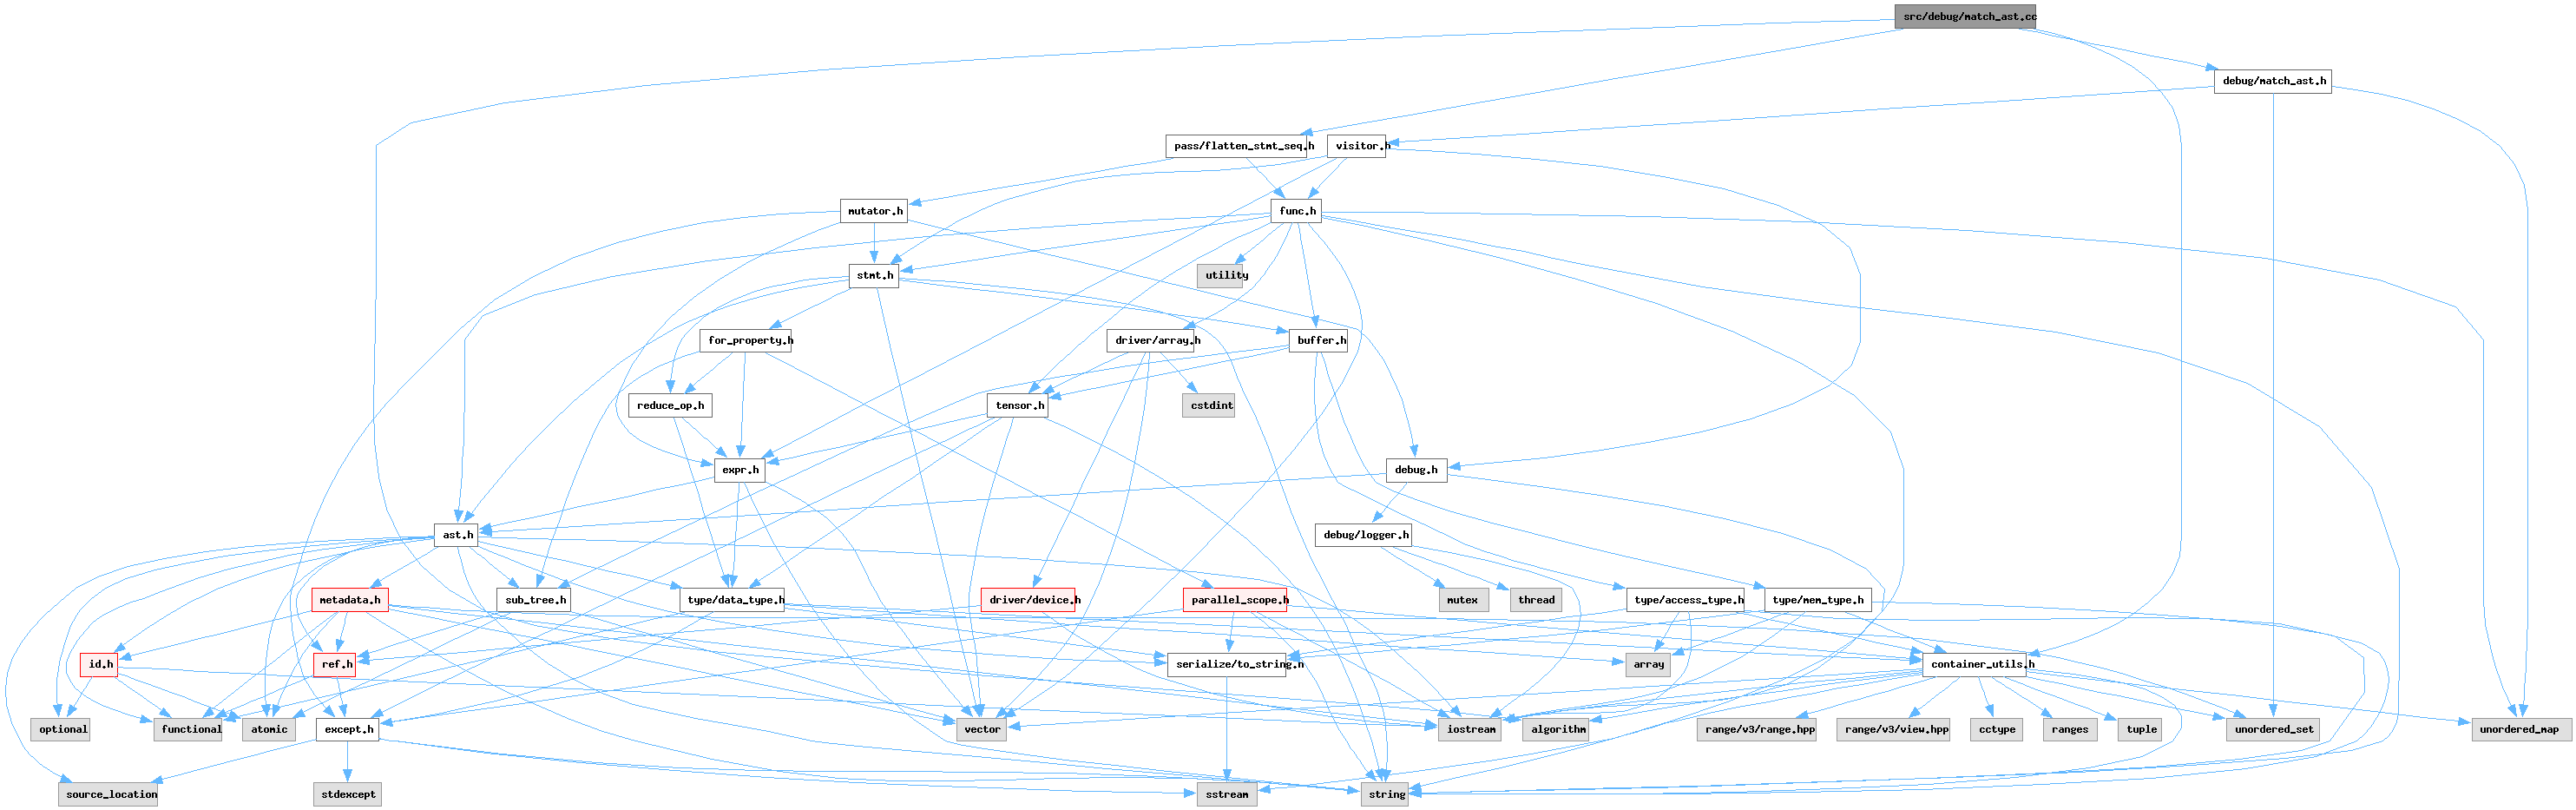 src/debug/match_ast.cc
debug/match_ast.h
pass/flatten_stmt_seq.h
visitor.h
mutator.h
func.h
stmt.h
utility
for_property.h
driver/array.h
buffer.h
reduce_op.h
tensor.h
cstdint
expr.h
debug.h
ast.h
debug/logger.h
metadata.h
sub_tree.h
type/data_type.h
driver/device.h
parallel_scope.h
mutex
thread
type/access_type.h
type/mem_type.h
id.h
ref.h
serialize/to_string.h
array
container_utils.h
optional
functional
atomic
except.h
vector
iostream
algorithm
range/v3/range.hpp
range/v3/view.hpp
cctype
ranges
tuple
unordered_set
unordered_map
source_location
stdexcept
sstream
string